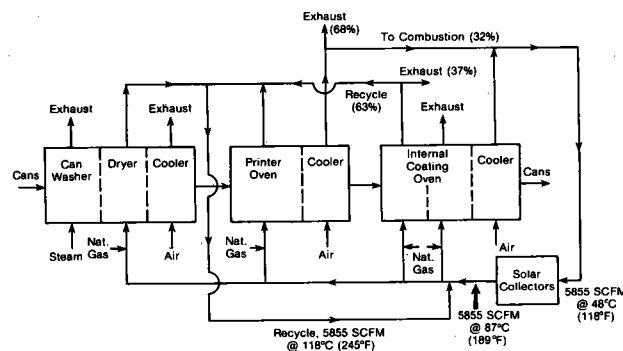 Exhaust
(68%)
To Combustion (32%)
Exhaust (37%)
Recycle
(63%)
Exhaust
Exhaust
Exhaust
Can
Washer
Dryer
Cooler
Printer
Oven
Cooler
Internal
Coating
Oven
Cooler
Cans
Cans
Steam
Nat.
Gas
Air
Nat.
Gas
Air
Nat.
Gas
Air
Solar
Collectors
5855 SCFM
@ 48°C
(118°F)
5855 SCFM
@ 87°C
(189°F)
Recycle, 5855 SCFM
@ 118°C (245°F)